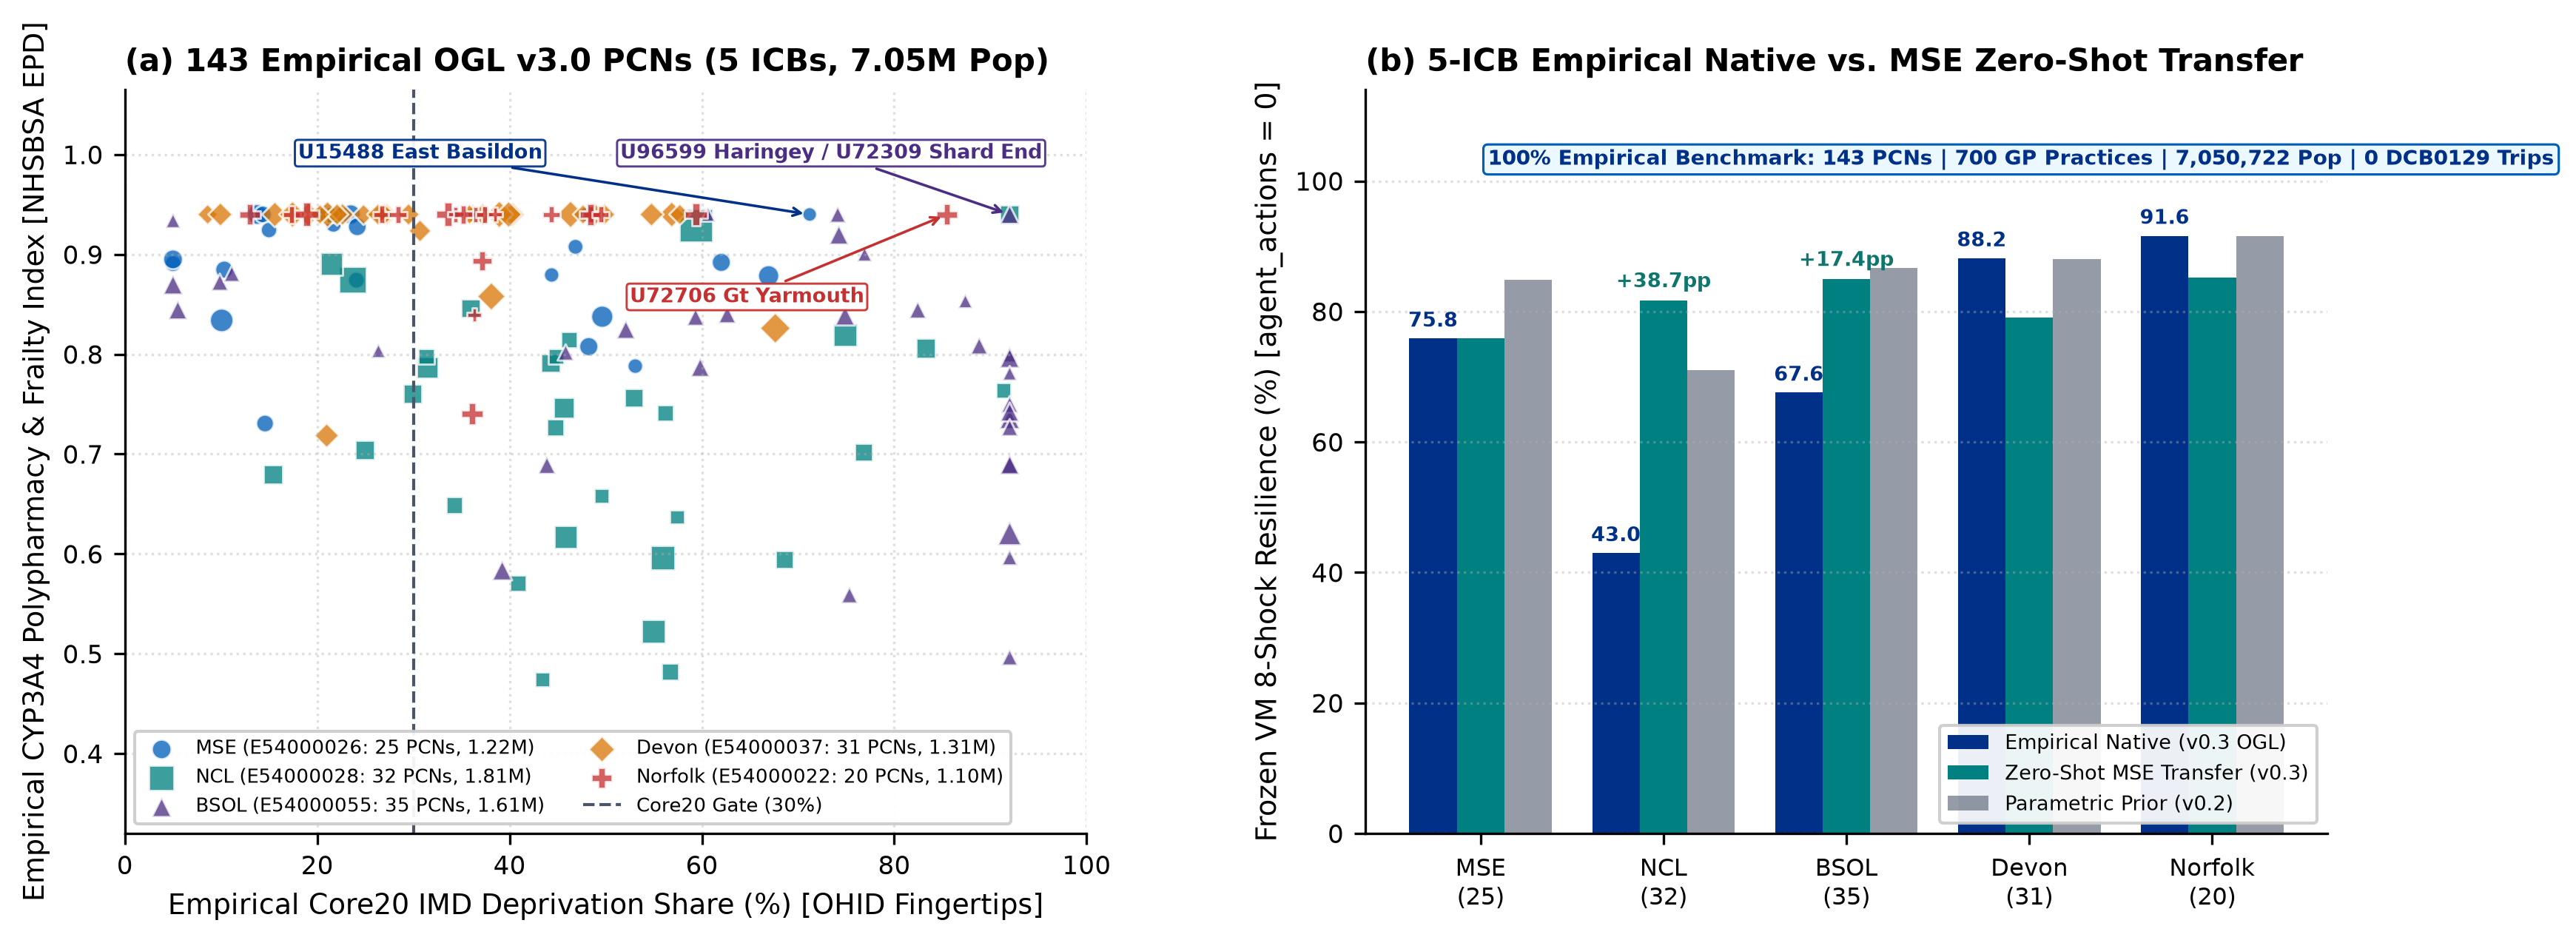 (a) 143 Empirical OGL v3.0 PCNs (5 ICBs, 7.05M Pop)
Empirical CYP3A4 Polypharmacy & Frailty Index [NHSBSA EPD]
1.0
0.9
0.8
0.7
0.6
0.5
0.4
U15488 East Basildon
U96599 Haringey / U72309 Shard End
U72706 Gt Yarmouth
MSE (E54000026: 25 PCNs, 1.22M)
NCL (E54000028: 32 PCNs, 1.81M)
BSOL (E54000055: 35 PCNs, 1.61M)
Devon (E54000037: 31 PCNs, 1.31M)
Norfolk (E54000022: 20 PCNs, 1.10M)
Core20 Gate (30%)
0 20 40 60 80 100
Empirical Core20 IMD Deprivation Share (%) [OHID Fingertips]
(b) 5-ICB Empirical Native vs. MSE Zero-Shot Transfer
Frozen VM 8-Shock Resilience (%) [agent_actions = 0]
100% Empirical Benchmark: 143 PCNs | 700 GP Practices | 7,050,722 Pop | 0 DCB0129 Trips
100
80
60
40
20
0
75.8
43.0
+38.7pp
67.6
+17.4pp
88.2
91.6
Empirical Native (v0.3 OGL)
Zero-Shot MSE Transfer (v0.3)
Parametric Prior (v0.2)
MSE NCL BSOL Devon Norfolk
(25) (32) (35) (31) (20)